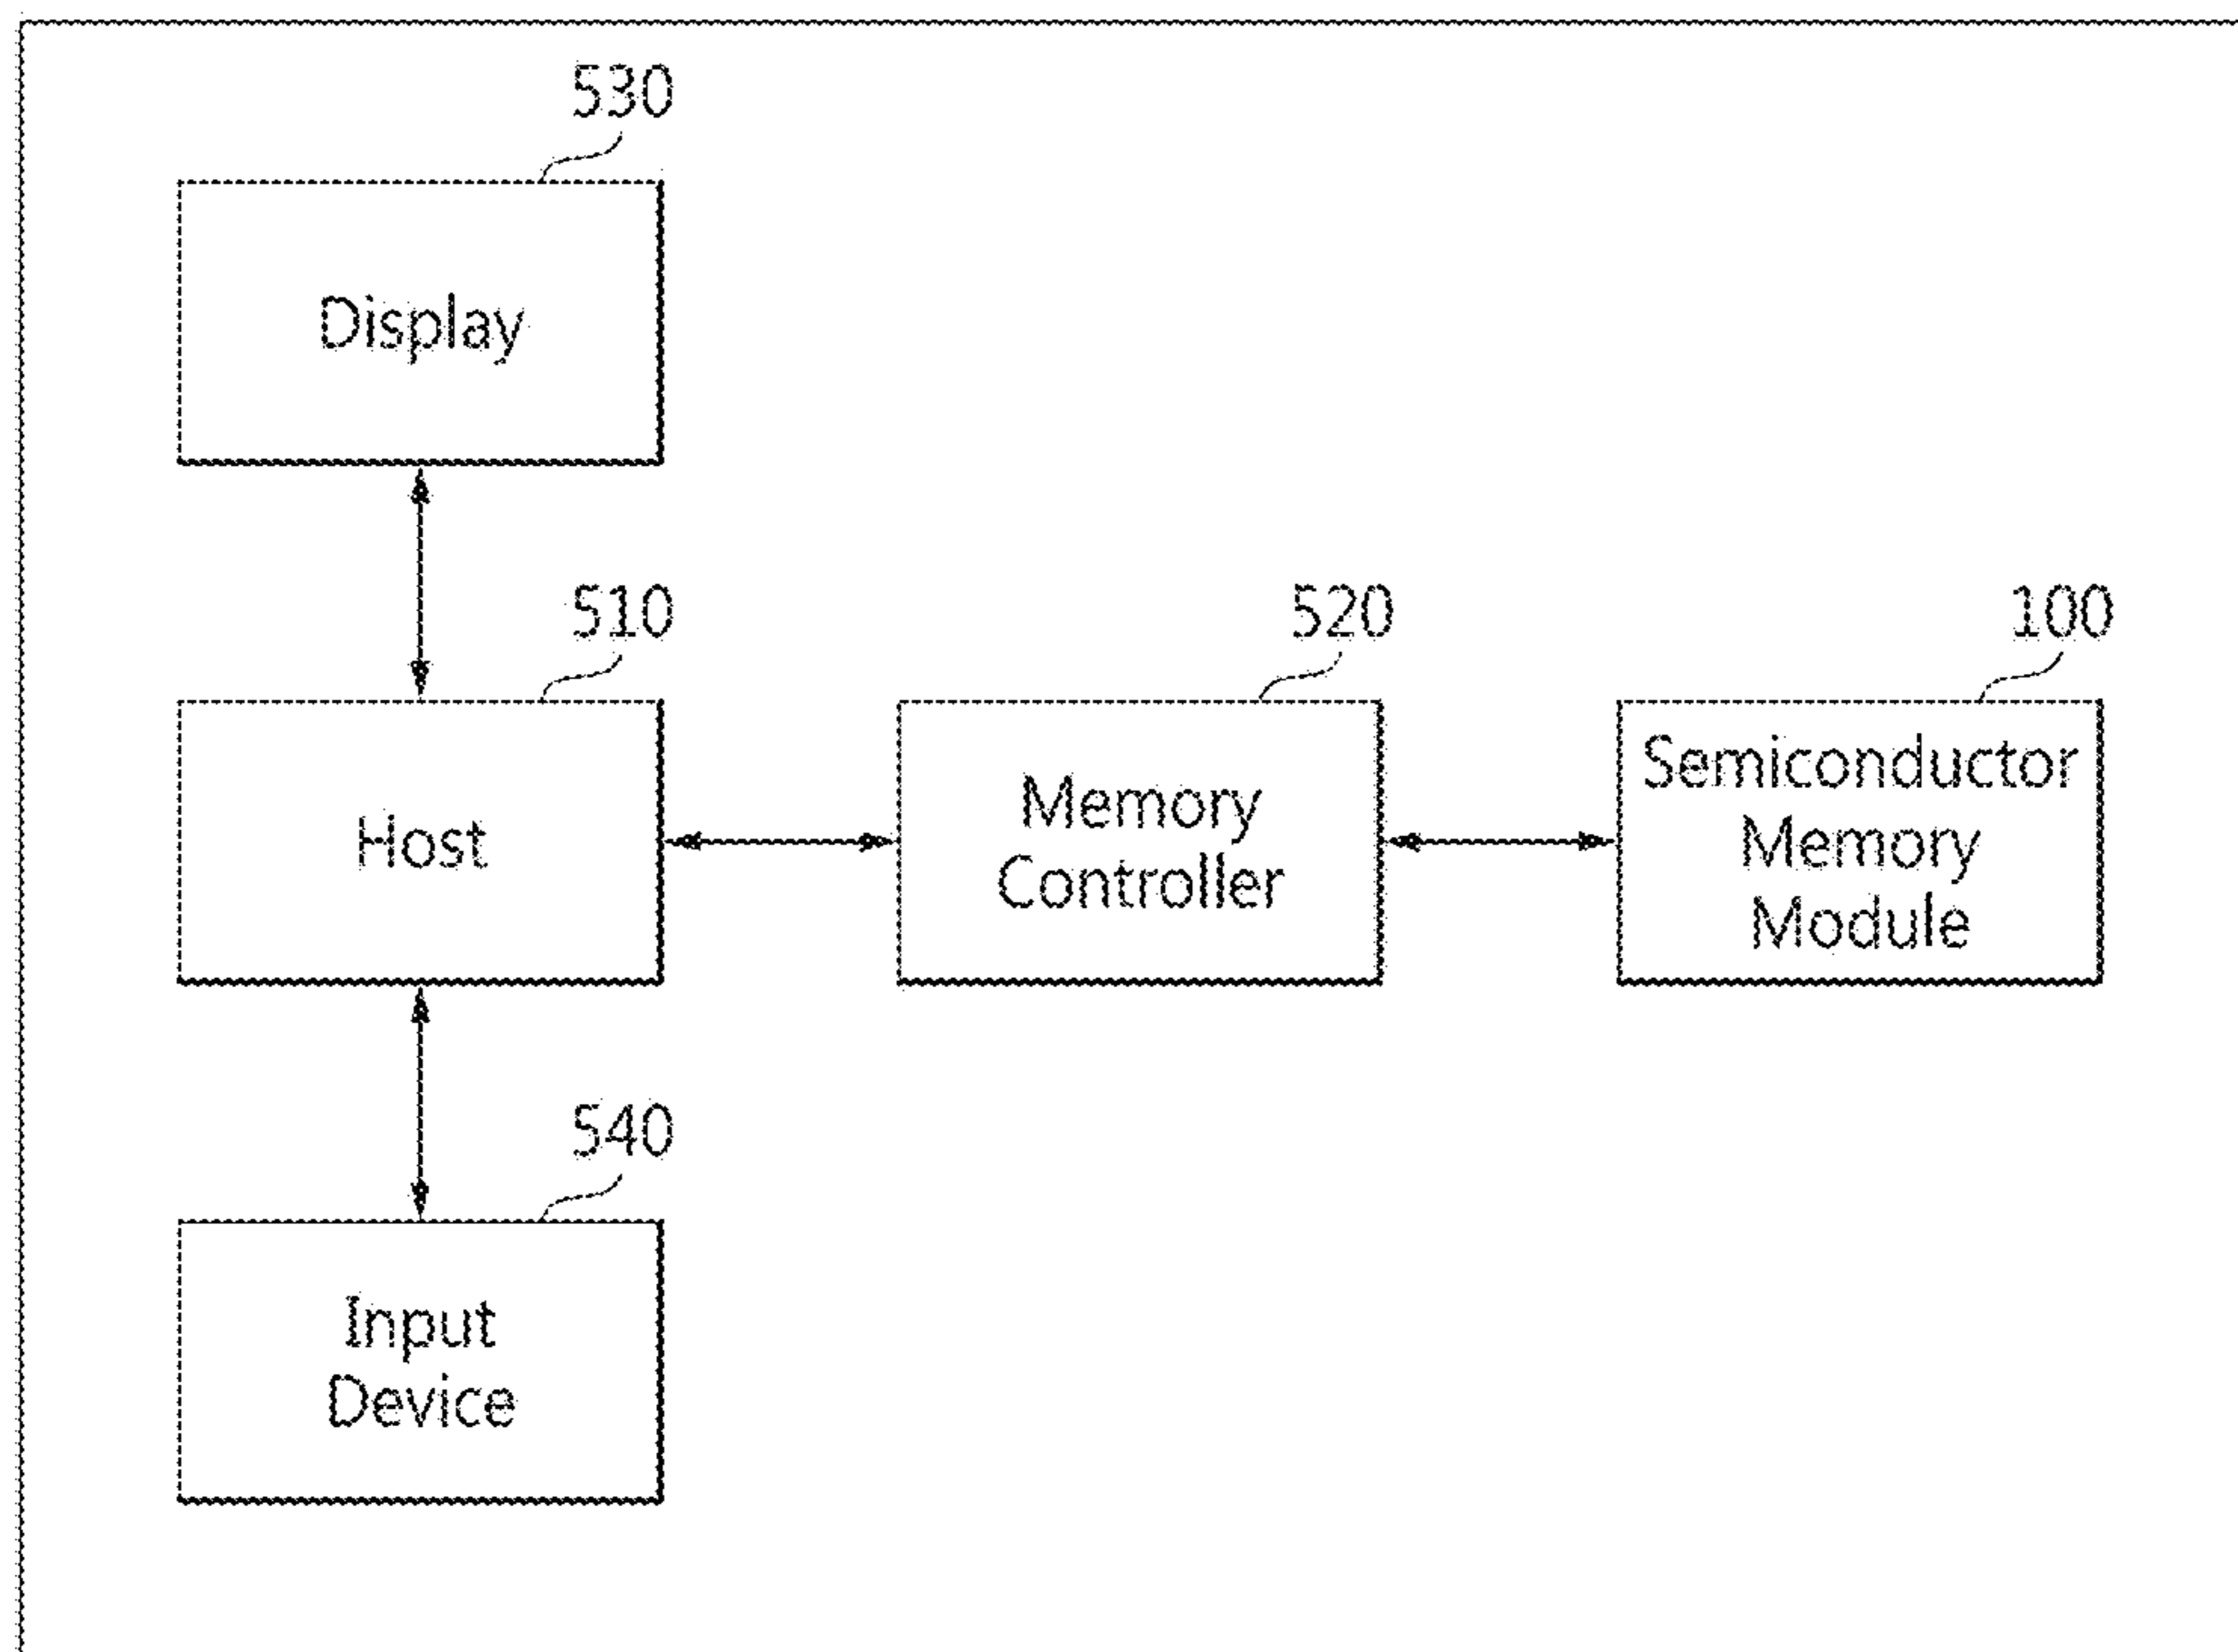 530
Display
510
520
100
Host
Memory
Controller
Semiconductor
Memory
Module
540
Input
Device